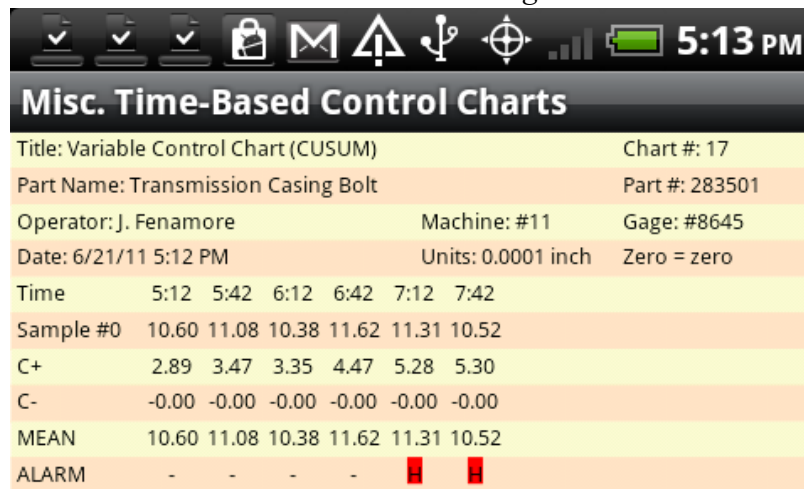 5:13 PM
Misc. Time-Based Control Charts
Title: Variable Control Chart (CUSUM) Chart #: 17
Part Name: Transmission Casing Bolt Part #: 283501
Operator: J. Fenamore Machine: #11 Gage: #8645
Date: 6/21/11 5:12 PM Units: 0.0001 inch Zero = zero
Time 5:12 5:42 6:12 6:42 7:12 7:42
Sample #0 10.60 11.08 10.38 11.62 11.31 10.52
C+ 2.89 3.47 3.35 4.47 5.28 5.30
C- -0.00 -0.00 -0.00 -0.00 -0.00 -0.00
MEAN 10.60 11.08 10.38 11.62 11.31 10.52
ALARM - - - - H H